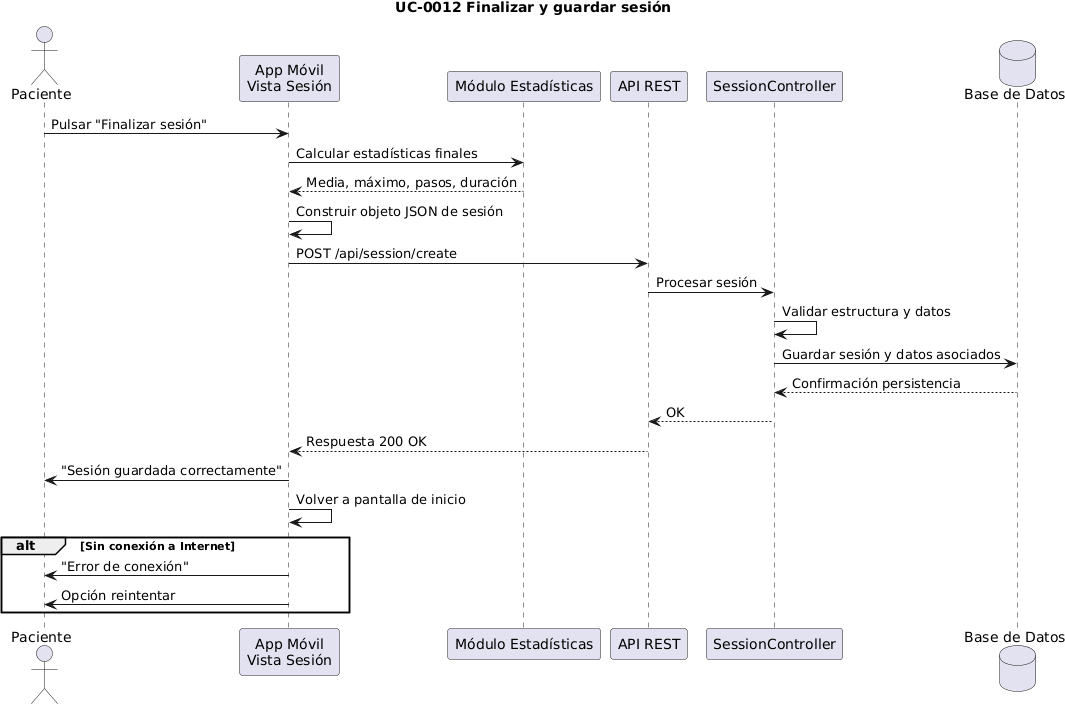 UC-0012 Finalizar y guardar sesión
Paciente
App Móvil
Vista Sesión
Módulo Estadísticas
API REST
SessionController
Base de Datos
Pulsar "Finalizar sesión"
Calcular estadísticas finales
Media, máximo, pasos, duración
Construir objeto JSON de sesión
POST /api/session/create
Procesar sesión
Validar estructura y datos
Guardar sesión y datos asociados
Confirmación persistencia
OK
Respuesta 200 OK
"Sesión guardada correctamente"
Volver a pantalla de inicio
alt [Sin conexión a Internet]
"Error de conexión"
Opción reintentar
Paciente
App Móvil
Vista Sesión
Módulo Estadísticas
API REST
SessionController
Base de Datos